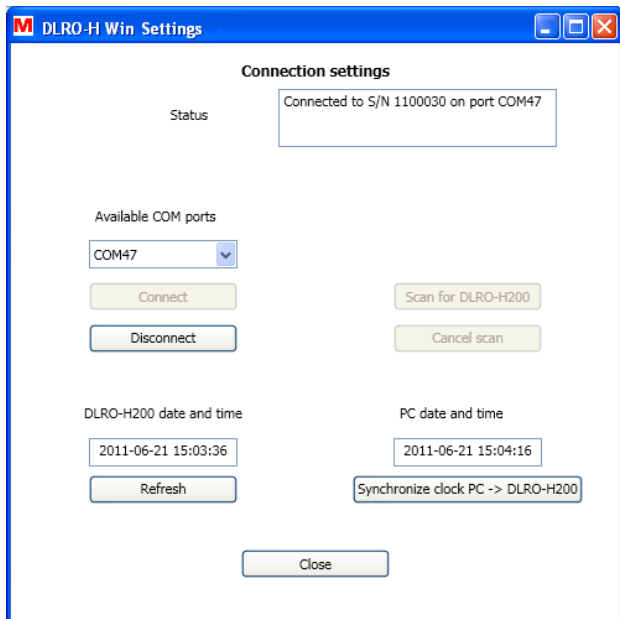 M DLRO-H Win Settings
Connection settings
Status
Connected to S/N 1100030 on port COM47
Available COM ports
COM47
Connect
Scan for DLRO-H200
Disconnect
Cancel scan
DLRO-H200 date and time
PC date and time
2011-06-21 15:03:36
2011-06-21 15:04:16
Refresh
Synchronize clock PC -> DLRO-H200
Close